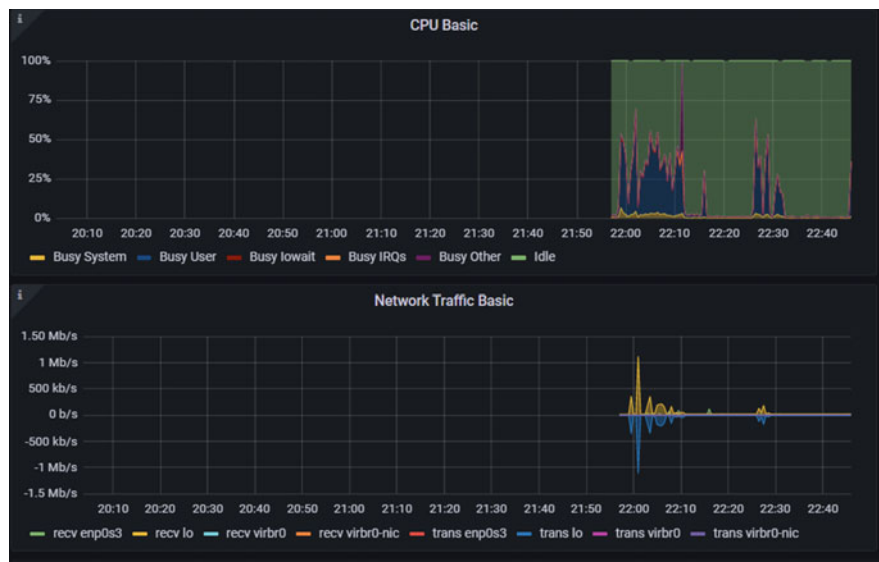 i
CPU Basic
100%
75%
50%
25%
0%
20:10 20:20 20:30 20:40 20:50 21:00 21:10 21:20 21:30 21:40 21:50 22:00 22:10 22:20 22:30 22:40
Busy System Busy User Busy Iowait Busy IRQs Busy Other Idle
i
Network Traffic Basic
1.50 Mb/s
1 Mb/s
500 kb/s
0 b/s
-500 kb/s
-1 Mb/s
-1.5 Mb/s
20:10 20:20 20:30 20:40 20:50 21:00 21:10 21:20 21:30 21:40 21:50 22:00 22:10 22:20 22:30 22:40
recv enp0s3 recv lo recv virbr0 recv virbr0-nic trans enp0s3 trans lo trans virbr0 trans virbr0-nic